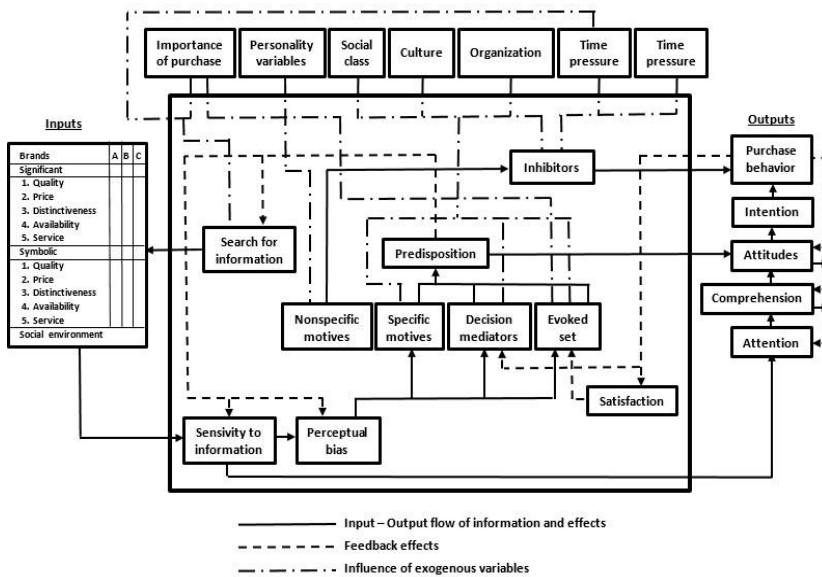 Importance
of purchase
Personality
variables
Social
class
Culture
Organization
Time
pressure
Time
pressure
Inputs
Brands A B C
Significant
1. Quality
2. Price
3. Distinctiveness
4. Availability
5. Service
Symbolic
1. Quality
2. Price
3. Distinctiveness
4. Availability
5. Service
Social environment
Search for
information
Inhibitors
Predisposition
Nonspecific
motives
Specific
motives
Decision
mediators
Evoked
set
Satisfaction
Sensivity to
information
Perceptual
bias
Outputs
Purchase
behavior
Intention
Attitudes
Comprehension
Attention
Input – Output flow of information and effects
Feedback effects
Influence of exogenous variables